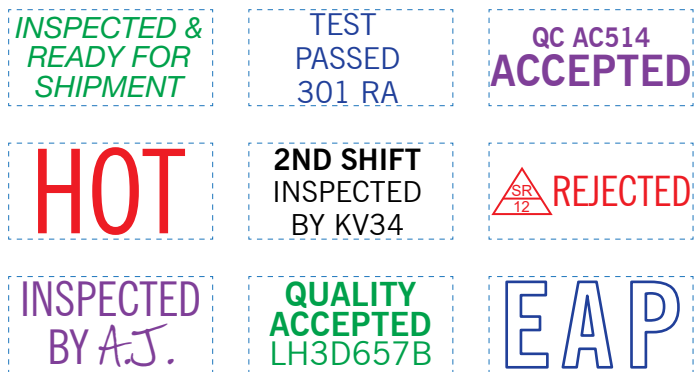 INSPECTED &
READY FOR
SHIPMENT
TEST
PASSED
301 RA
QC AC514
ACCEPTED
HOT
2ND SHIFT
INSPECTED
BY KV34
SR
12
REJECTED
INSPECTED
BY A.J.
QUALITY
ACCEPTED
LH3D657B
EAP